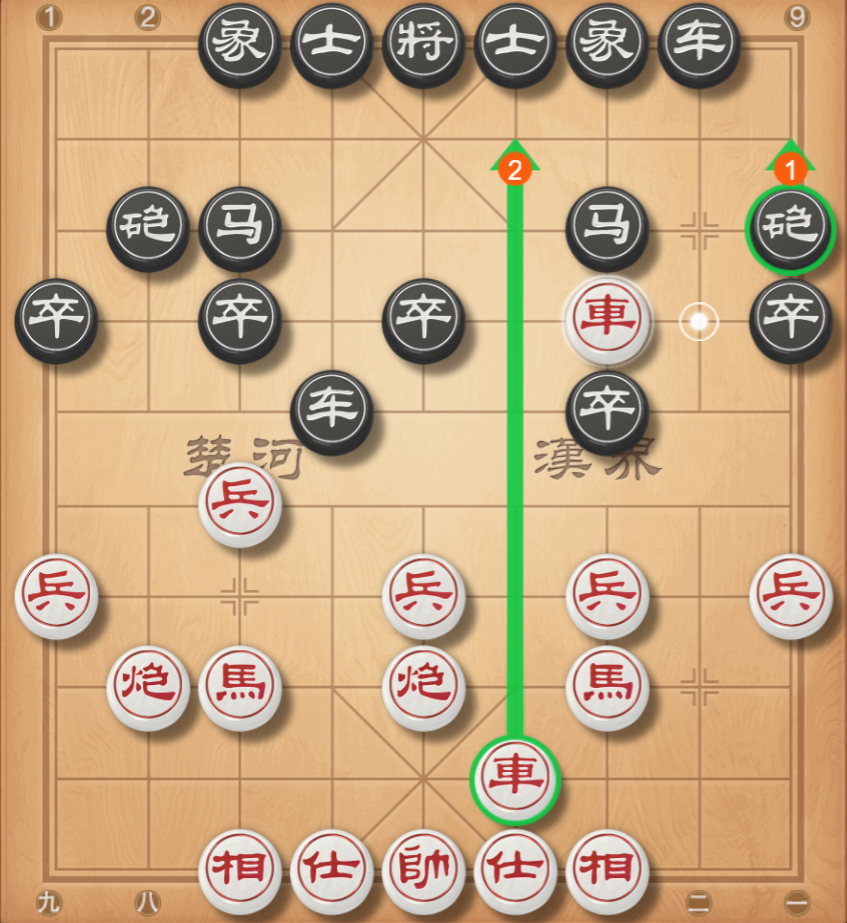 1 2 9
象 士 将 士 象 车
2 1
砲 马 马 砲
卒 卒 卒 車 卒
车 卒
楚河 漢界
兵
兵 兵 兵 兵
炮 馬 炮 馬
車
相 仕 帥 仕 相
九 八 二 一